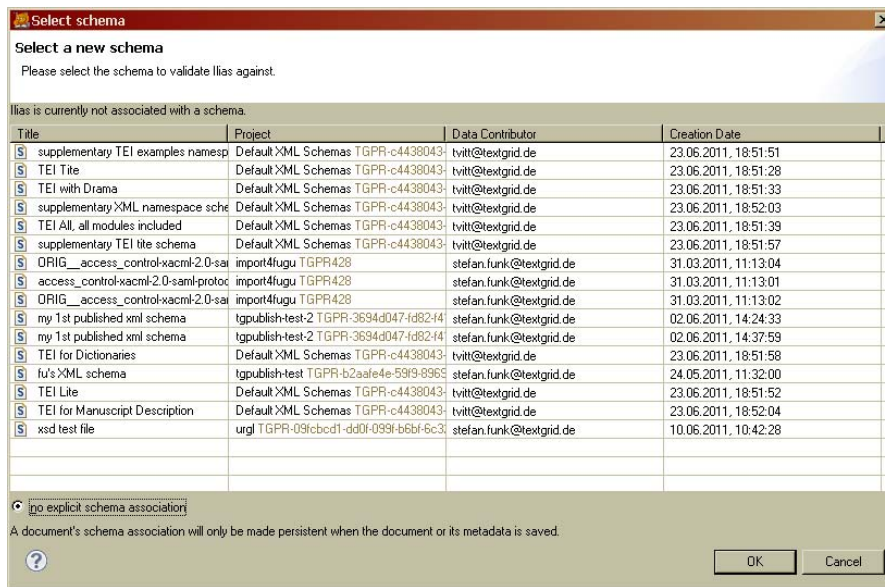 Select schema
Select a new schema
Please select the schema to validate Ilias against.
Ilias is currently not associated with a schema.
Title Project Data Contributor Creation Date
S supplementary TEI examples namesp Default XML Schemas TGPR-c4438043- tvitt@textgrid.de 23.06.2011, 18:51:51
S TEI Tite Default XML Schemas TGPR-c4438043- tvitt@textgrid.de 23.06.2011, 18:51:28
S TEI with Drama Default XML Schemas TGPR-c4438043- tvitt@textgrid.de 23.06.2011, 18:51:33
S supplementary XML namespace sche Default XML Schemas TGPR-c4438043- tvitt@textgrid.de 23.06.2011, 18:52:03
S TEI All, all modules included Default XML Schemas TGPR-c4438043- tvitt@textgrid.de 23.06.2011, 18:51:39
S supplementary TEI tite schema Default XML Schemas TGPR-c4438043- tvitt@textgrid.de 23.06.2011, 18:51:57
S ORIG__access_control-xacml-2.0-sai import4fugu TGPR428 stefan.funk@textgrid.de 31.03.2011, 11:13:04
S access_control-xacml-2.0-saml-protoc import4fugu TGPR428 stefan.funk@textgrid.de 31.03.2011, 11:13:01
S ORIG__access_control-xacml-2.0-sai import4fugu TGPR428 stefan.funk@textgrid.de 31.03.2011, 11:13:02
S my 1st published xml schema tgpublish-test-2 TGPR-3694d047-fd82-f4 stefan.funk@textgrid.de 02.06.2011, 14:24:33
S my 1st published xml schema tgpublish-test-2 TGPR-3694d047-fd82-f4 stefan.funk@textgrid.de 02.06.2011, 14:37:59
S TEI for Dictionaries Default XML Schemas TGPR-c4438043- tvitt@textgrid.de 23.06.2011, 18:51:58
S fu's XML schema tgpublish-test TGPR-b2aafe4e-59f9-8969 stefan.funk@textgrid.de 24.05.2011, 11:32:00
S TEI Lite Default XML Schemas TGPR-c4438043- tvitt@textgrid.de 23.06.2011, 18:51:52
S TEI for Manuscript Description Default XML Schemas TGPR-c4438043- tvitt@textgrid.de 23.06.2011, 18:52:04
S xsd test file urgl TGPR-09fcbcd1-dd0f-099f-b6bf-6c3 stefan.funk@textgrid.de 10.06.2011, 10:42:28
no explicit schema association
A document's schema association will only be made persistent when the document or its metadata is saved.
? OK Cancel